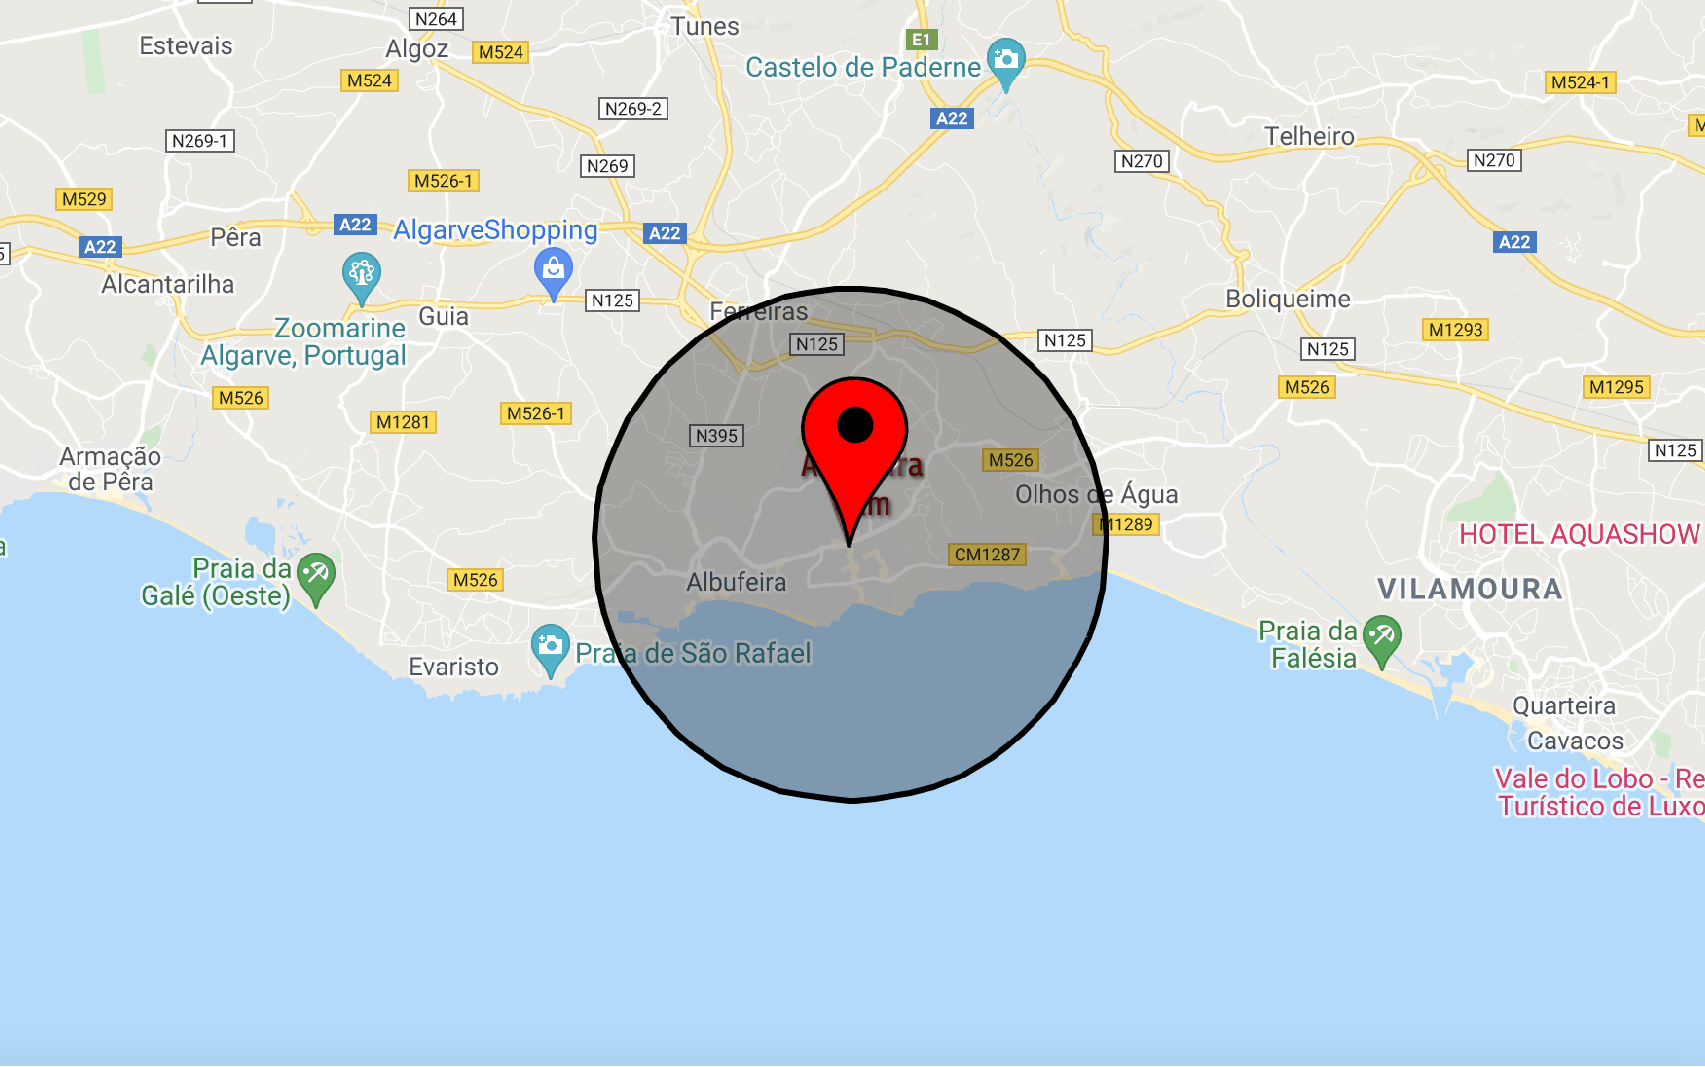 N264
Estevais
Algoz
M524
Tunes
E1
Castelo de Paderne
M524
M524-1
N269-2
A22
N269-1
Telheiro
N269
N270
N270
M526-1
M529
A22
AlgarveShopping
A22
Pêra
A22
A22
Alcantarilha
N125
Boliqueime
Guia
Ferreiras
Zoomarine
Algarve, Portugal
N125
N125
N125
M1293
M526
M526
M1295
M526-1
M1281
N395
N125
Armação
de Pêra
M526
Olhos de Água
M1289
HOTEL AQUASHOW
CM1287
Praia da
Galé (Oeste)
M526
Albufeira
VILAMOURA
Praia da
Falésia
Praia de São Rafael
Evaristo
Quarteira
Cavacos
Vale do Lobo - Re
Turístico de Luxo